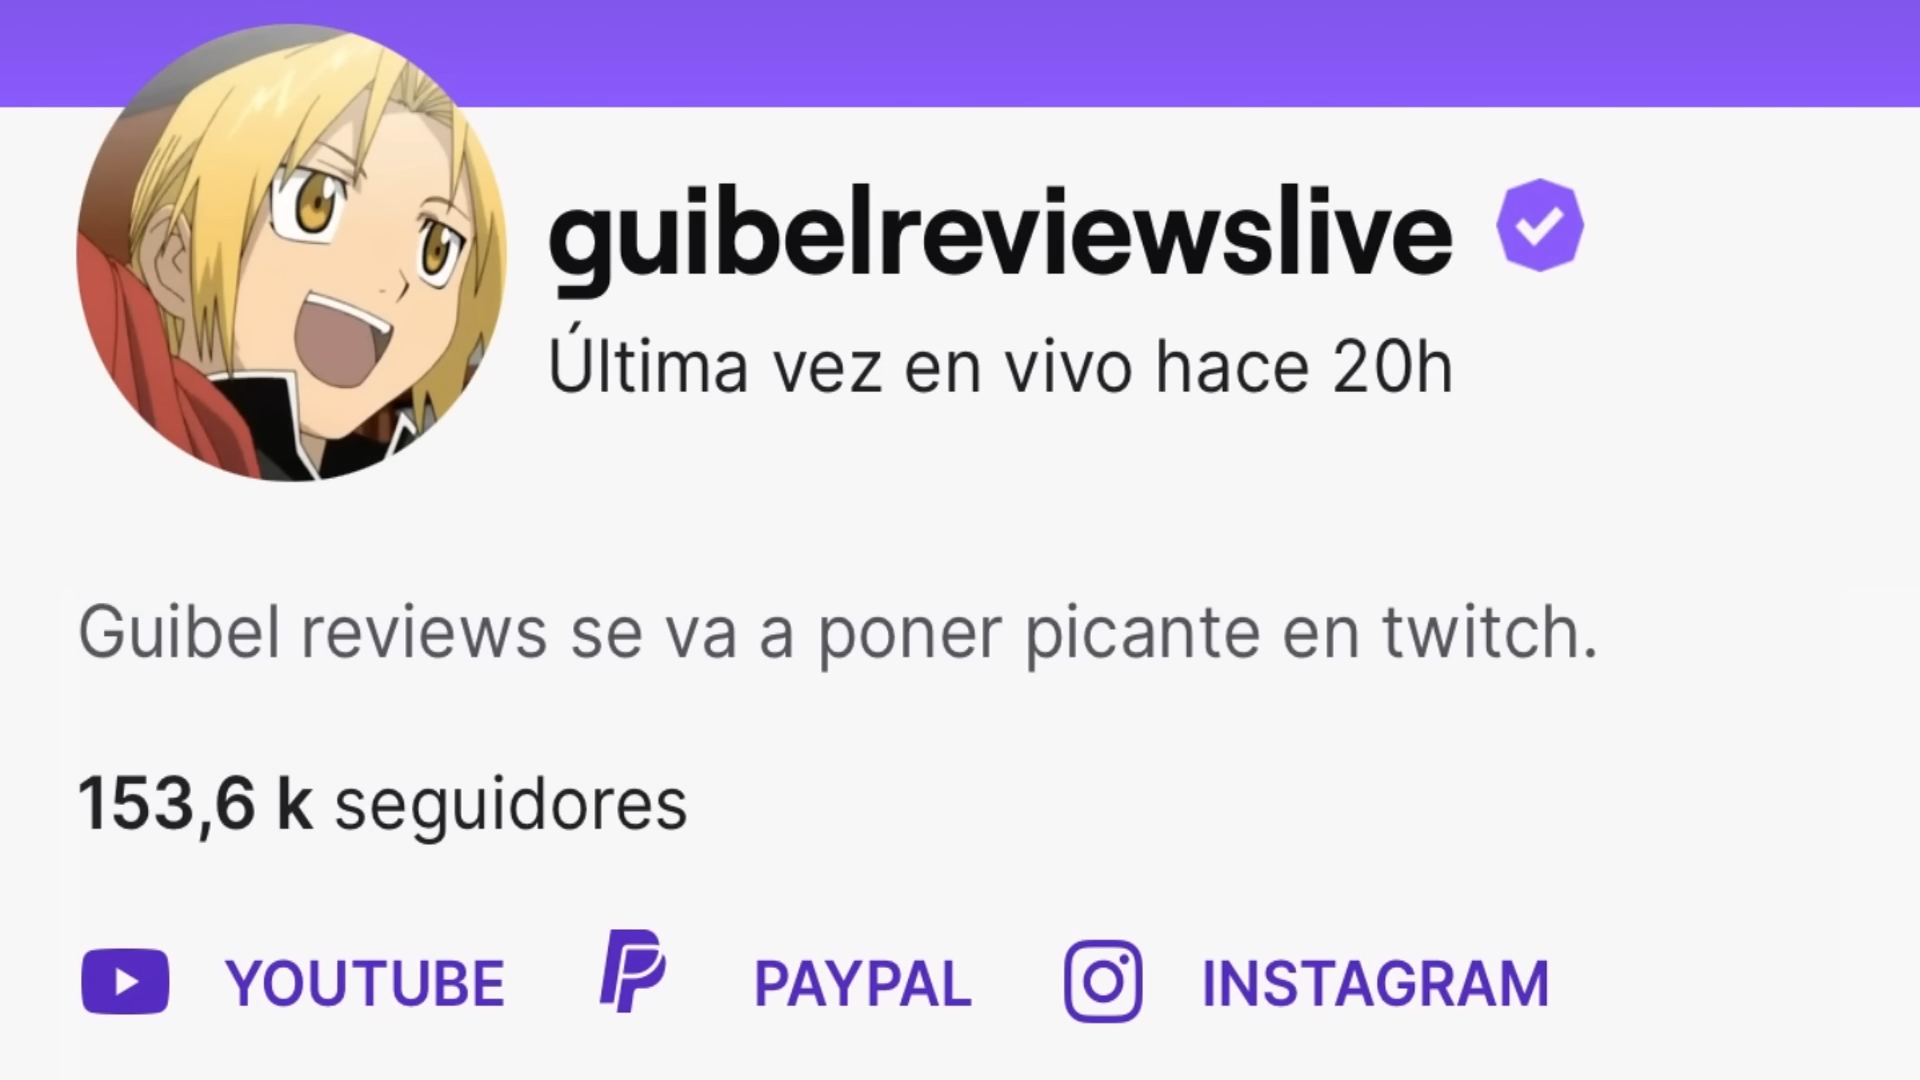 guibelreviewslive
Última vez en vivo hace 20h
Guibel reviews se va a poner picante en twitch.
153,6 k seguidores
YOUTUBE PAYPAL INSTAGRAM